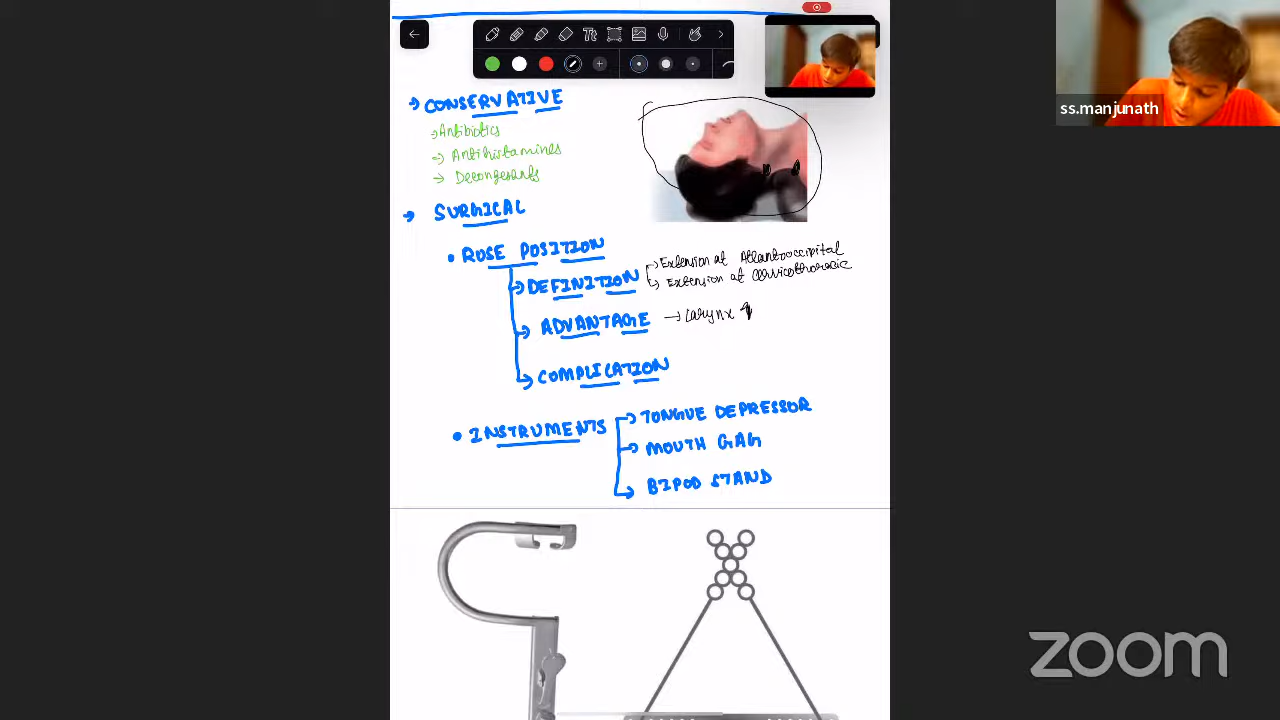 Tt
ss.manjunath
→ CONSERVATIVE
→ Antibiotics
→ Antihistamines
→ Decongestants
→ SURGICAL
• ROSE POSITION
→ DEFINITION
→ Extension at Atlantooccipital
→ Extension at Cervicothoracic
→ ADVANTAGE → Larynx ↑
→ COMPLICATION
• INSTRUMENTS
→ TONGUE DEPRESSOR
→ MOUTH GAG
→ BIPOD STAND
zoom